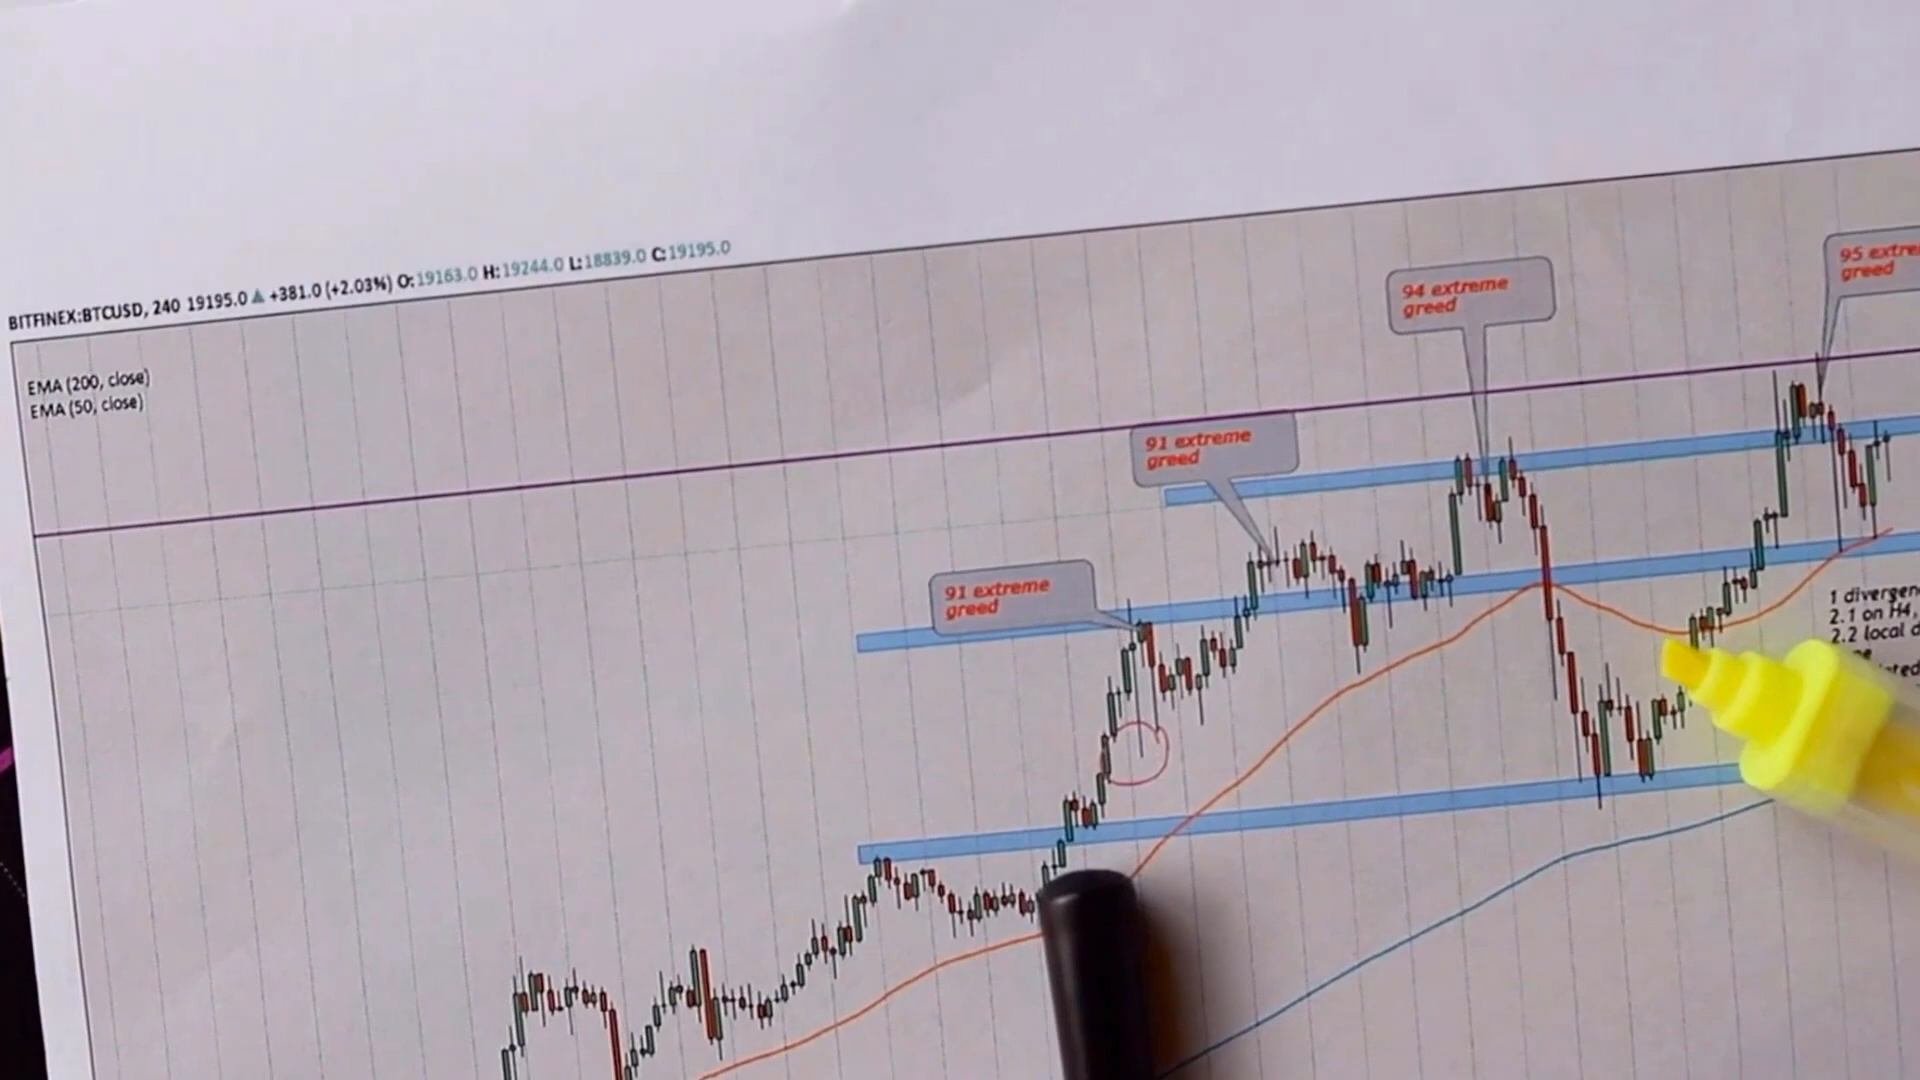 BITFINEX:BTCUSD, 240 19195.0 ▲ +381.0 (+2.03%) O:19163.0 H:19244.0 L:18839.0 C:19195.0
EMA (200, close)
EMA (50, close)
95 extre
greed
94 extreme
greed
91 extreme
greed
91 extreme
greed
1 divergen
2.1 on H4,
2.2 local d